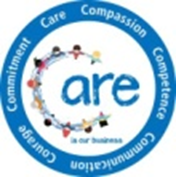 Care
Compassion
Competence
Communication
Courage
Commitment
Care
is our business